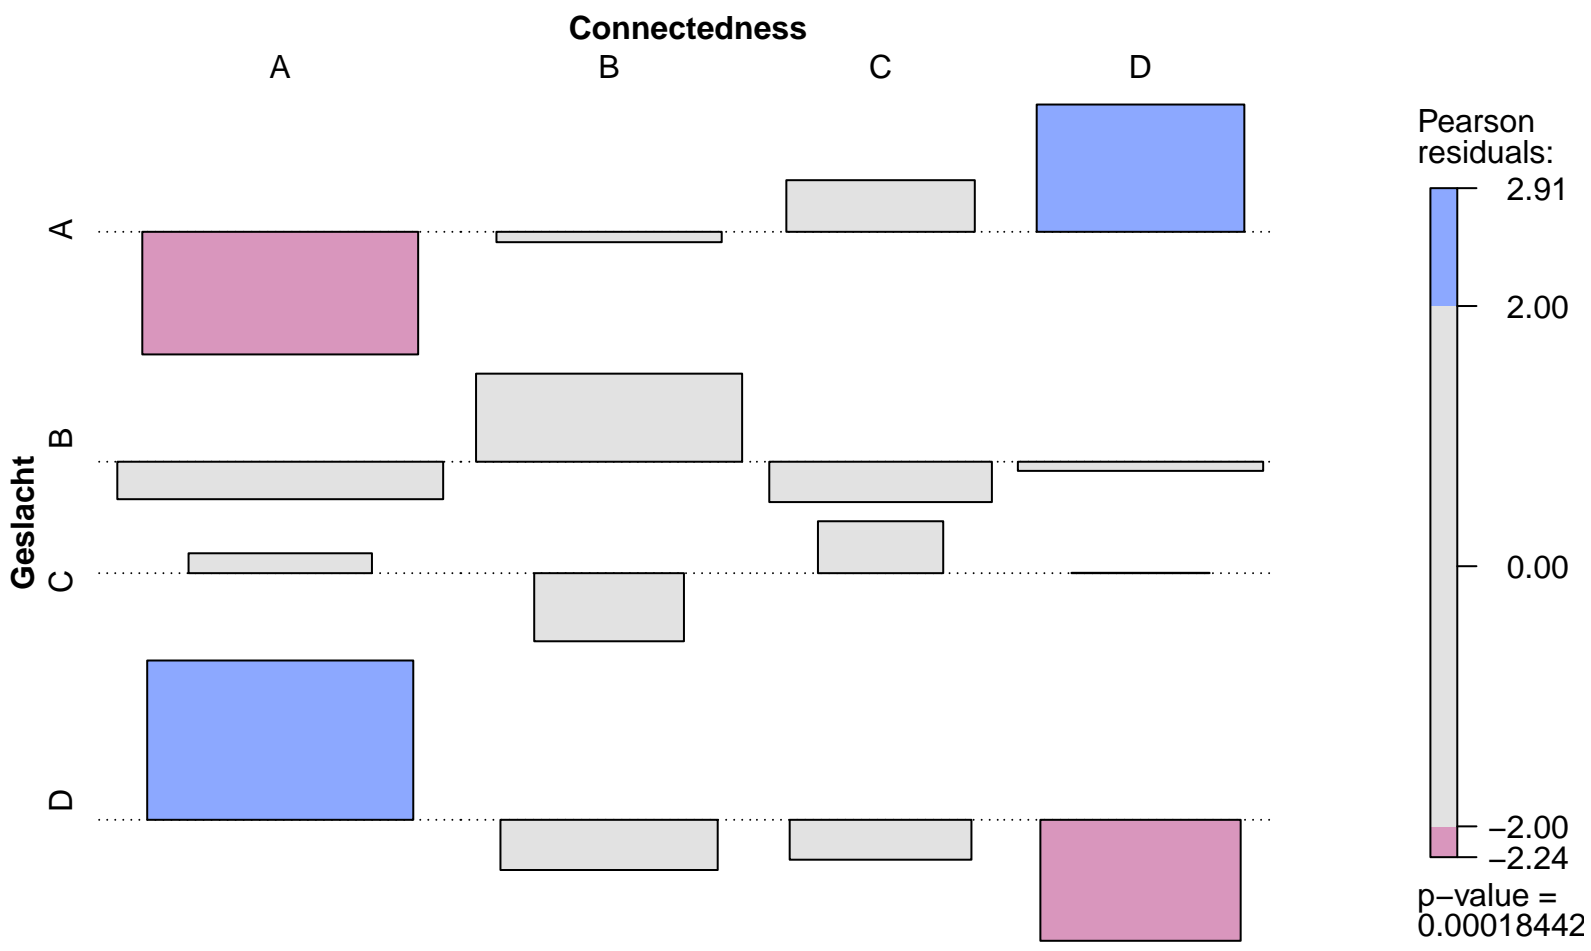 Connectedness
A B C D
Geslacht
A
B
C
D
Pearson
residuals:
2.91
2.00
0.00
−2.00
−2.24
p−value =
0.00018442